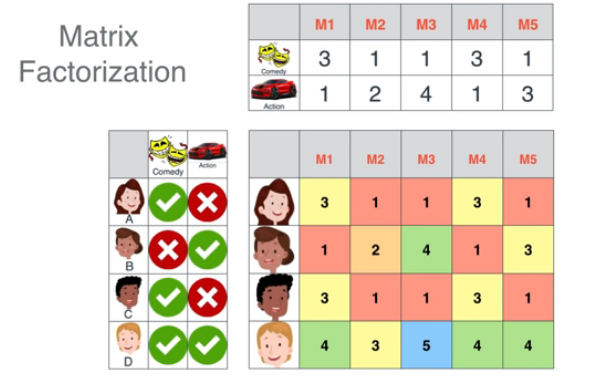 Matrix
Factorization
M1 M2 M3 M4 M5
Comedy 3 1 1 3 1
Action 1 2 4 1 3
Comedy Action
A
B
C
D
M1 M2 M3 M4 M5
3 1 1 3 1
1 2 4 1 3
3 1 1 3 1
4 3 5 4 4